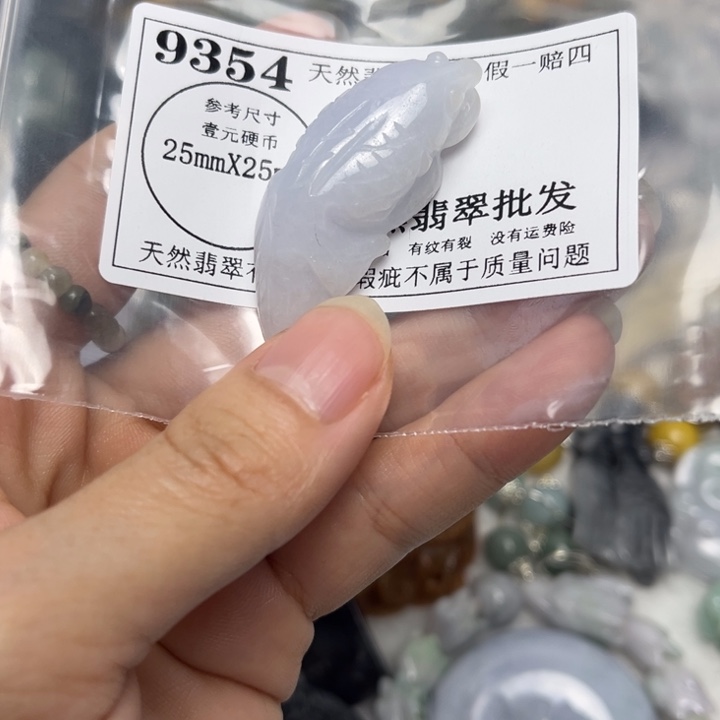 9354
天然翡 假一赔四
参考尺寸
壹元硬币
25mmX25
翡翠批发
有纹有裂 没有运费险
天然翡翠 瑕疵不属于质量问题